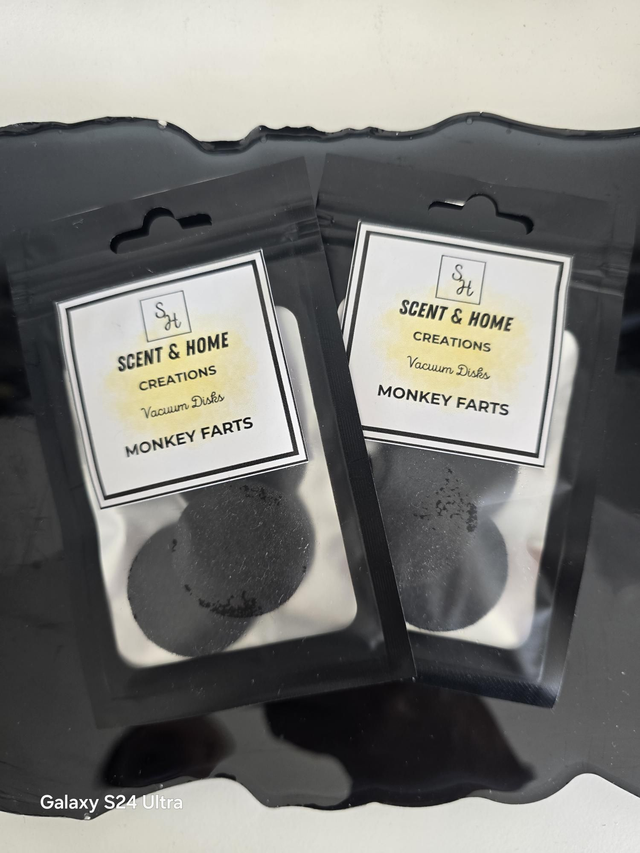 SH
SCENT & HOME
CREATIONS
Vacuum Disks
MONKEY FARTS
SH
SCENT & HOME
CREATIONS
Vacuum Disks
MONKEY FARTS
Galaxy S24 Ultra